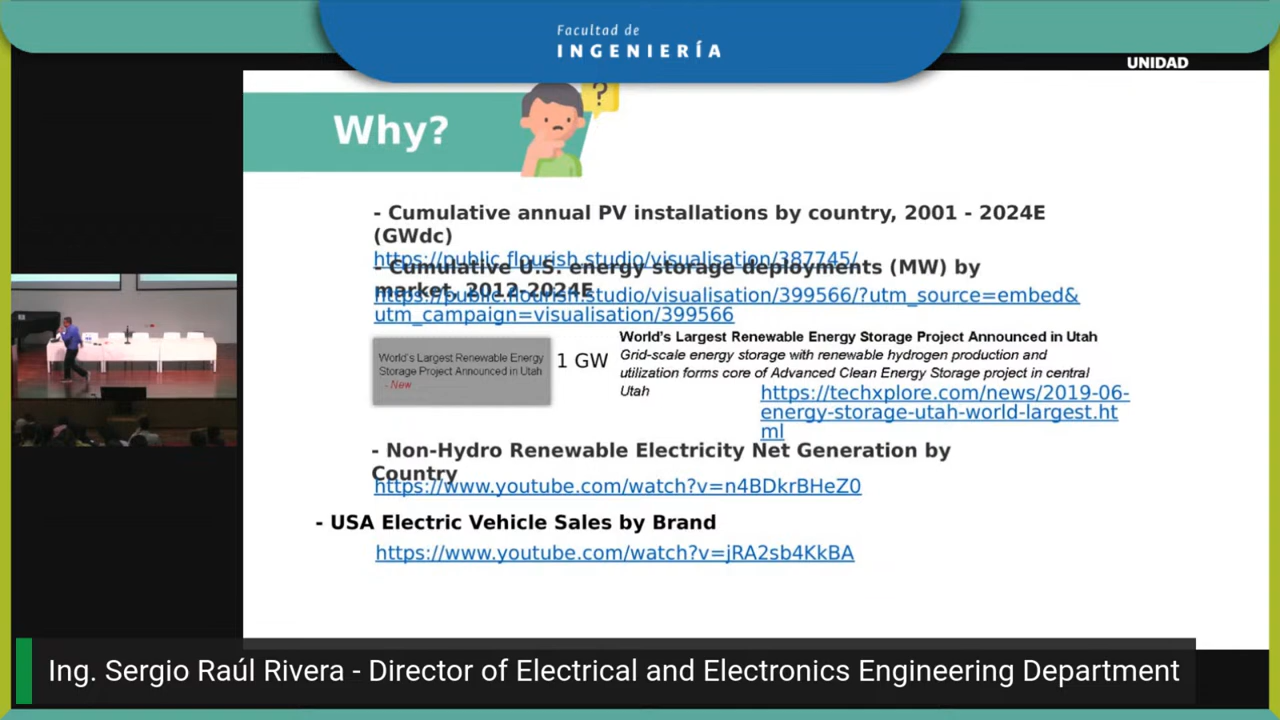 Facultad de
INGENIERÍA
UNIDAD
Why?
?
- Cumulative annual PV installations by country, 2001 - 2024E
(GWdc)
https://public.flourish.studio/visualisation/387745/
- Cumulative U.S. energy storage deployments (MW) by
market, 2012-2024E
https://public.flourish.studio/visualisation/399566/?utm_source=embed&
utm_campaign=visualisation/399566
World's Largest Renewable Energy
Storage Project Announced in Utah
- New
1 GW
World's Largest Renewable Energy Storage Project Announced in Utah
Grid-scale energy storage with renewable hydrogen production and
utilization forms core of Advanced Clean Energy Storage project in central
Utah
https://techxplore.com/news/2019-06-
energy-storage-utah-world-largest.ht
ml
- Non-Hydro Renewable Electricity Net Generation by
Country
https://www.youtube.com/watch?v=n4BDkrBHeZ0
- USA Electric Vehicle Sales by Brand
https://www.youtube.com/watch?v=jRA2sb4KkBA
Ing. Sergio Raúl Rivera - Director of Electrical and Electronics Engineering Department